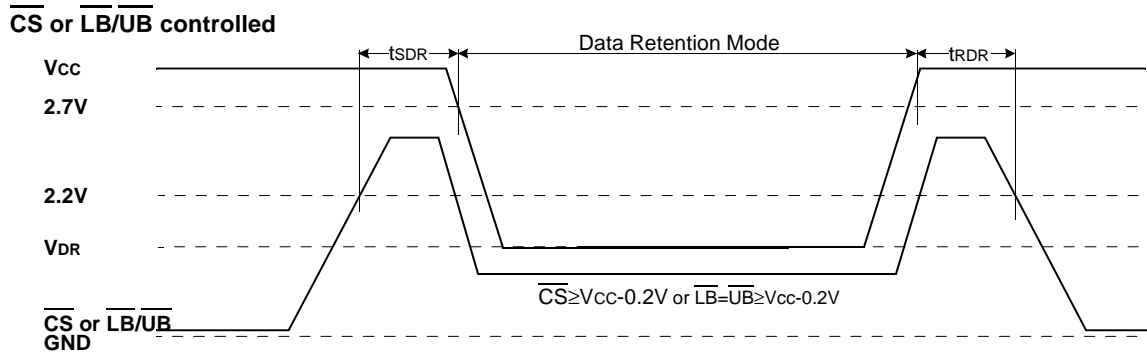 CS or LB/UB controlled
tSDR
Data Retention Mode
tRDR
VCC
2.7V
2.2V
VDR
CS≥VCC-0.2V or LB=UB≥Vcc-0.2V
CS or LB/UB
GND